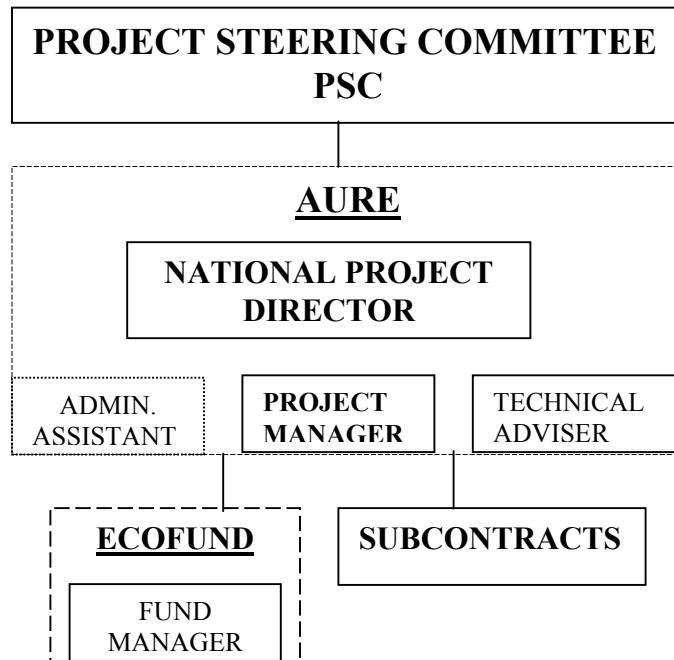 PROJECT STEERING COMMITTEE
PSC
AURE
NATIONAL PROJECT
DIRECTOR
ADMIN.
ASSISTANT
PROJECT
MANAGER
TECHNICAL
ADVISER
ECOFUND
FUND
MANAGER
SUBCONTRACTS